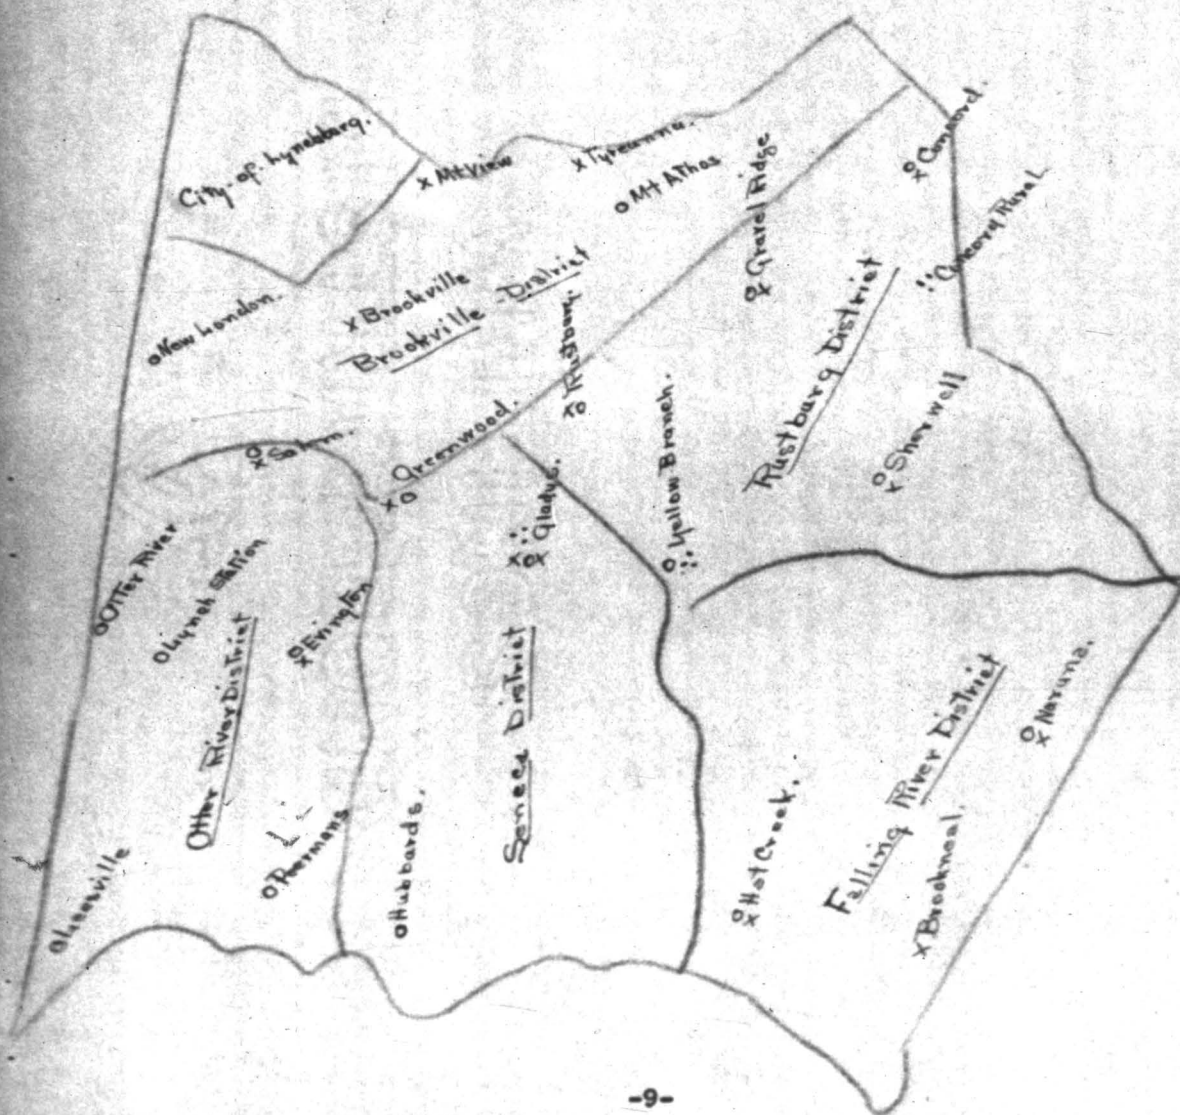 City of Lynchburg.
x Mt View
x Tyreanna.
o Mt Athos
Gravel Ridge
Concord.
Concord Rural
New London.
x Brookville
Brookville District
Rustburg.
Rustburg District
Sherwell
Salem.
Greenwood.
Gladys.
Yellow Branch.
Otter River
Lynch Station
Evington
Otter River District
Seneca District
Falling River District
Naruna.
Leesville
Poermans
Hubbards.
Hat Creek.
x Brooknal.
-9-